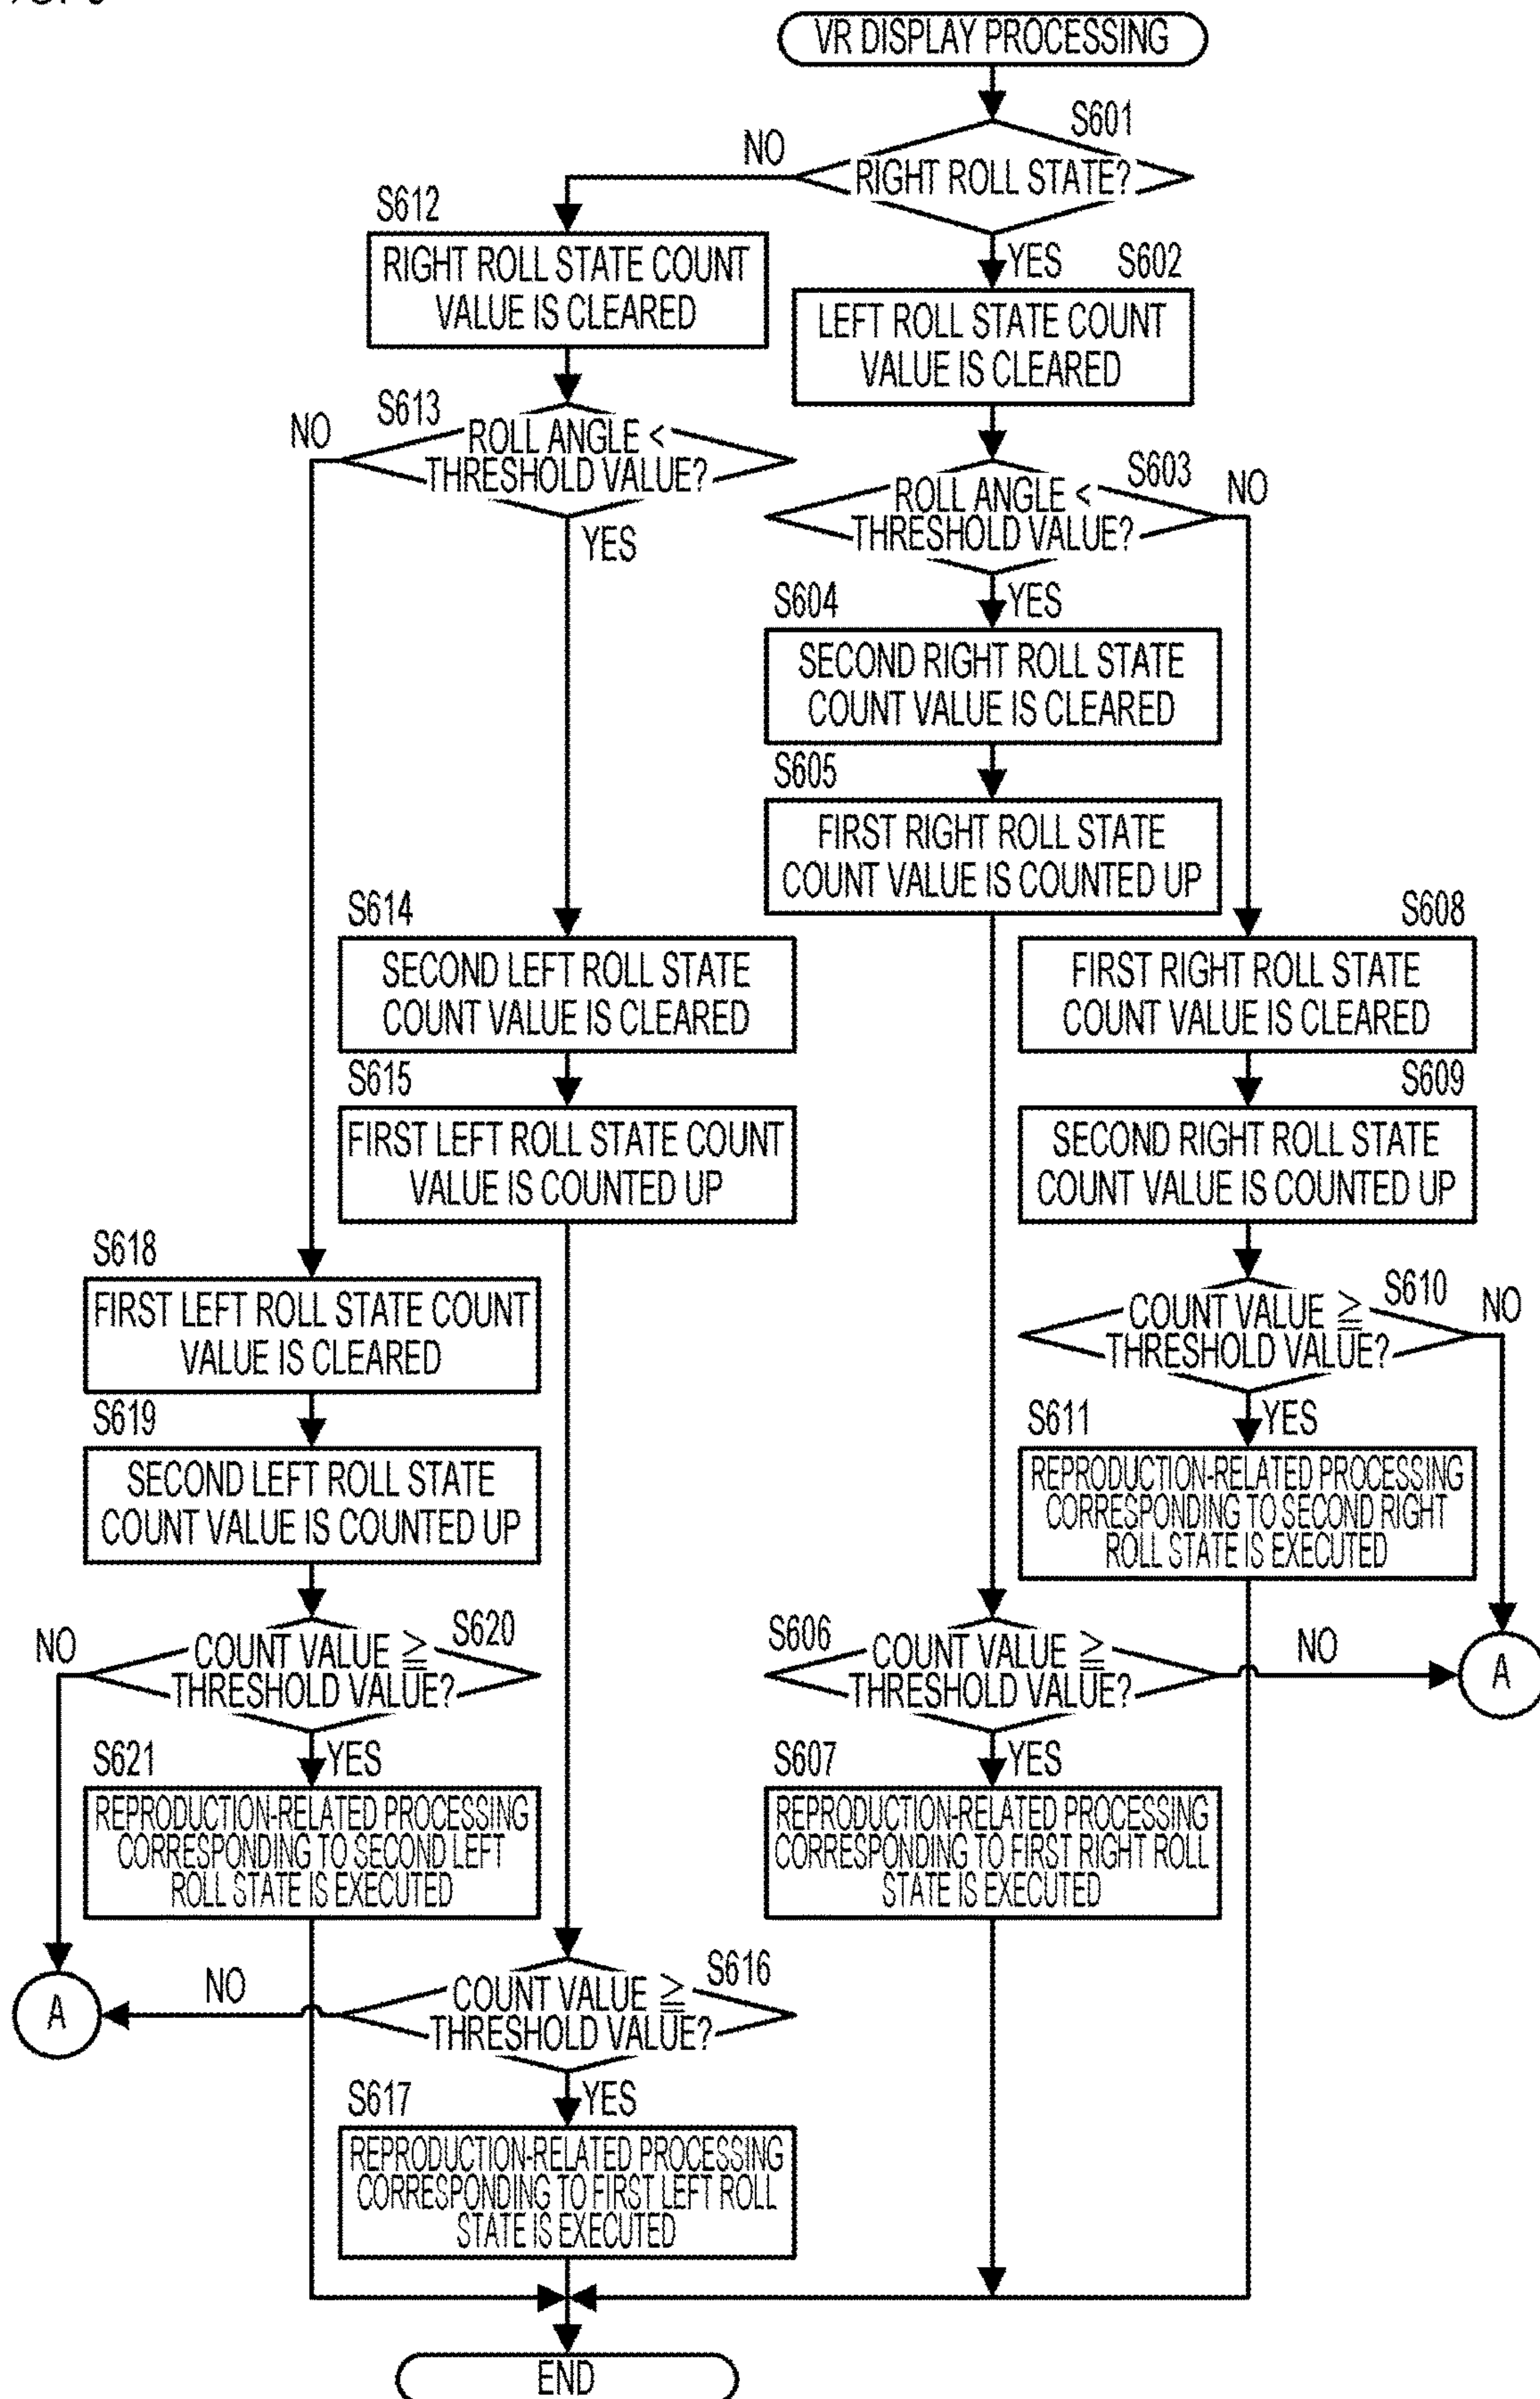 VR DISPLAY PROCESSING
S601
NO
RIGHT ROLL STATE?
S612
RIGHT ROLL STATE COUNT
VALUE IS CLEARED
YES
S602
LEFT ROLL STATE COUNT
VALUE IS CLEARED
S613
NO
ROLL ANGLE <
THRESHOLD VALUE?
YES
S603
ROLL ANGLE <
THRESHOLD VALUE?
NO
YES
S604
SECOND RIGHT ROLL STATE
COUNT VALUE IS CLEARED
S605
FIRST RIGHT ROLL STATE
COUNT VALUE IS COUNTED UP
S614
SECOND LEFT ROLL STATE
COUNT VALUE IS CLEARED
S608
FIRST RIGHT ROLL STATE
COUNT VALUE IS CLEARED
S615
FIRST LEFT ROLL STATE COUNT
VALUE IS COUNTED UP
S609
SECOND RIGHT ROLL STATE
COUNT VALUE IS COUNTED UP
S618
FIRST LEFT ROLL STATE COUNT
VALUE IS CLEARED
S610
COUNT VALUE ≧
THRESHOLD VALUE?
NO
S619
SECOND LEFT ROLL STATE
COUNT VALUE IS COUNTED UP
YES
S611
REPRODUCTION-RELATED PROCESSING
CORRESPONDING TO SECOND RIGHT
ROLL STATE IS EXECUTED
NO
S620
COUNT VALUE ≧
THRESHOLD VALUE?
S606
COUNT VALUE ≧
THRESHOLD VALUE?
NO
A
S621
YES
REPRODUCTION-RELATED PROCESSING
CORRESPONDING TO SECOND LEFT
ROLL STATE IS EXECUTED
S607
YES
REPRODUCTION-RELATED PROCESSING
CORRESPONDING TO FIRST RIGHT ROLL
STATE IS EXECUTED
A
NO
S616
COUNT VALUE ≧
THRESHOLD VALUE?
S617
YES
REPRODUCTION-RELATED PROCESSING
CORRESPONDING TO FIRST LEFT ROLL
STATE IS EXECUTED
END